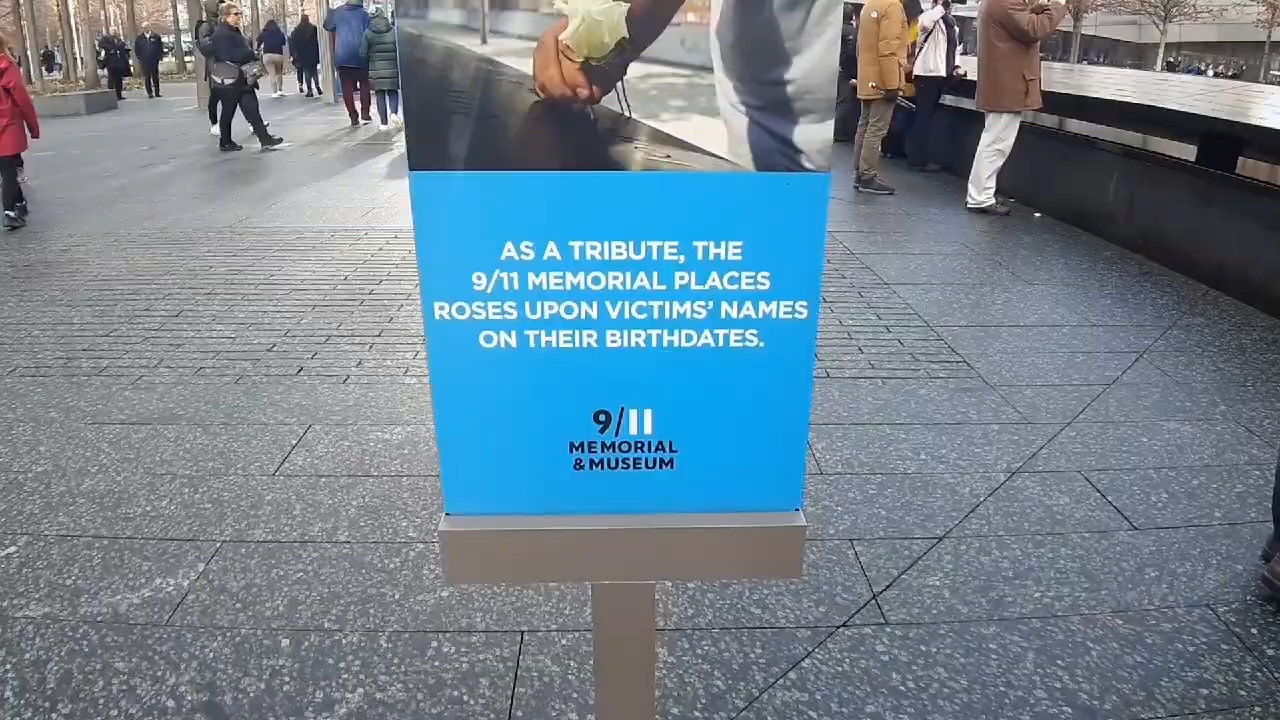 AS A TRIBUTE, THE
9/11 MEMORIAL PLACES
ROSES UPON VICTIMS’ NAMES
ON THEIR BIRTHDATES.
9/11
MEMORIAL
&MUSEUM